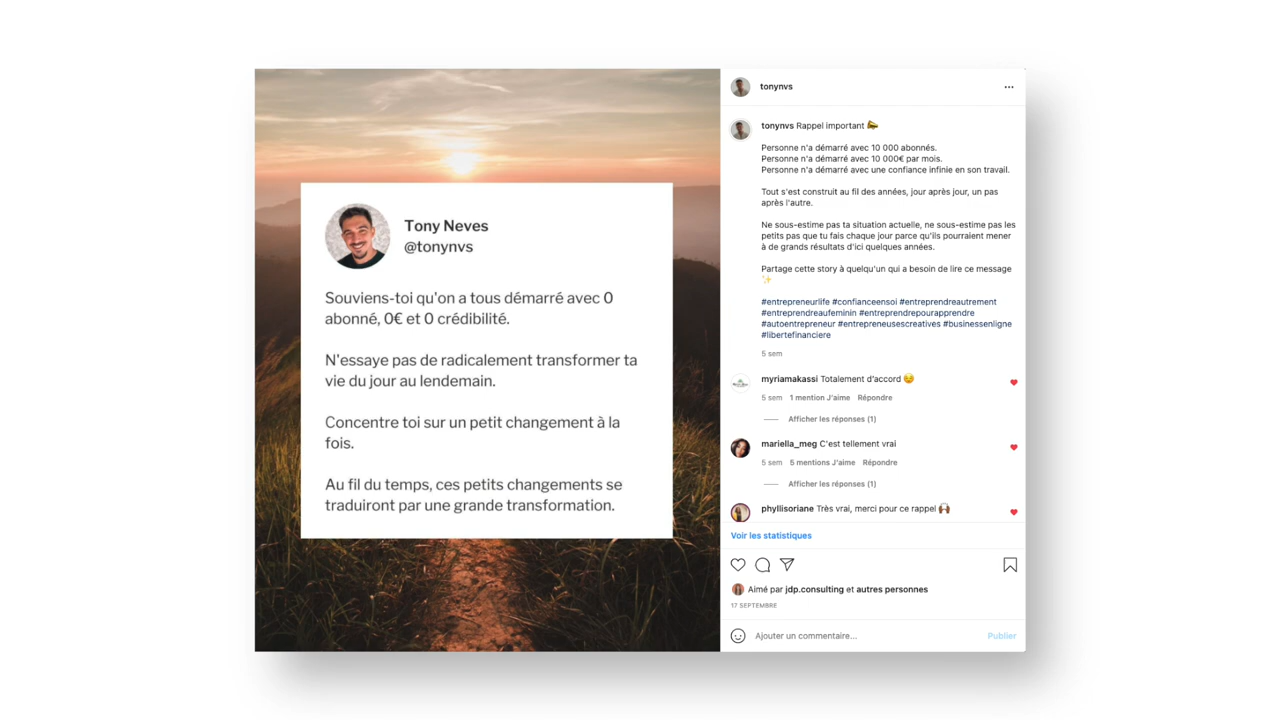 Tony Neves
@tonynvs
Souviens-toi qu'on a tous démarré avec 0
abonné, 0€ et 0 crédibilité.
N'essaye pas de radicalement transformer ta
vie du jour au lendemain.
Concentre toi sur un petit changement à la
fois.
Au fil du temps, ces petits changements se
traduiront par une grande transformation.
tonynvs
tonynvs Rappel important 📣
Personne n'a démarré avec 10 000 abonnés.
Personne n'a démarré avec 10 000€ par mois.
Personne n'a démarré avec une confiance infinie en son travail.
Tout s'est construit au fil des années, jour après jour, un pas
après l'autre.
Ne sous-estime pas ta situation actuelle, ne sous-estime pas les
petits pas que tu fais chaque jour parce qu'ils pourraient mener
à de grands résultats d'ici quelques années.
Partage cette story à quelqu'un qui a besoin de lire ce message
✨
#entrepreneurlife #confianceensoi #entreprendreautrement
#entreprendreaufeminin #entreprendrepourapprendre
#autoentrepreneur #entrepreneusescreatives #businessenligne
#libertefinanciere
5 sem
myriamakassi Totalement d'accord 😏
5 sem 1 mention J'aime Répondre
Afficher les réponses (1)
mariella_meg C'est tellement vrai
5 sem 5 mentions J'aime Répondre
Afficher les réponses (1)
phyllisoriane Très vrai, merci pour ce rappel 🙌🏾
Voir les statistiques
Aimé par jdp.consulting et autres personnes
17 SEPTEMBRE
Ajouter un commentaire... Publier